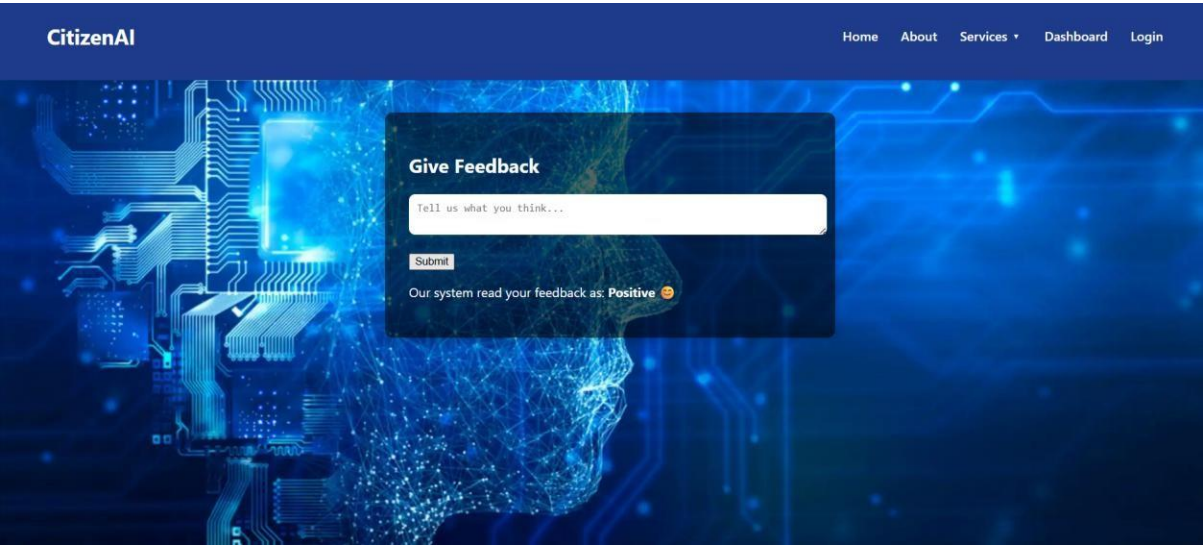 CitizenAI
Home About Services ▾ Dashboard Login
Give Feedback
Tell us what you think...
Submit
Our system read your feedback as: Positive 😊